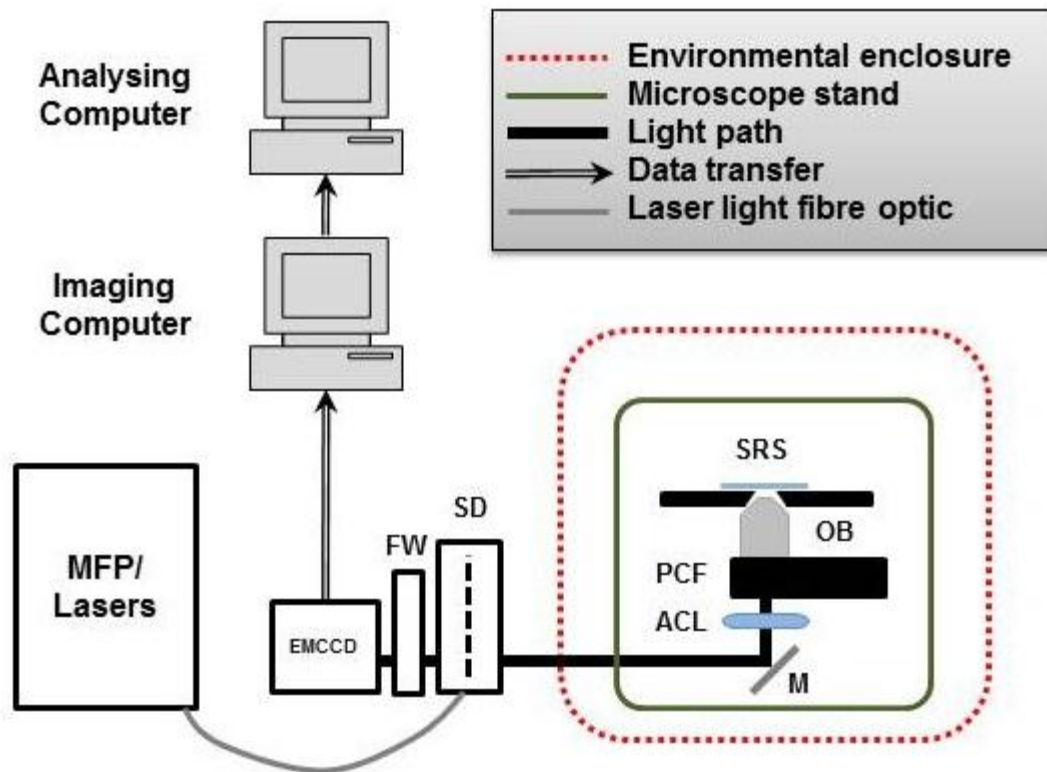 Analysing
Computer
Environmental enclosure
Microscope stand
Light path
Data transfer
Laser light fibre optic
Imaging
Computer
SRS
OB
SD
FW
PCF
MFP/
Lasers
ACL
EMCCD
M